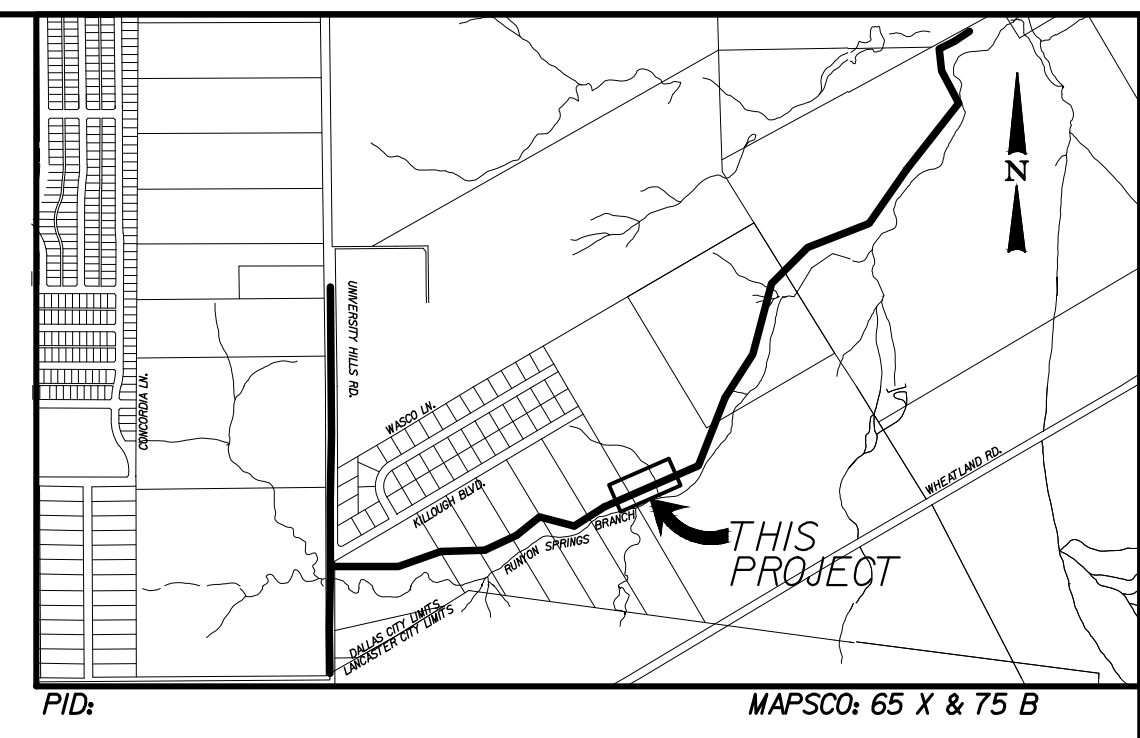 N
UNIVERSITY HILLS RD.
CONCORDIA LN.
WASCO LN.
KILLOUGH BLVD.
WHEATLAND RD.
RUNYON SPRINGS BRANCH
THIS
PROJECT
DALLAS CITY LIMITS
LANCASTER CITY LIMITS
PID:
MAPSCO: 65 X & 75 B